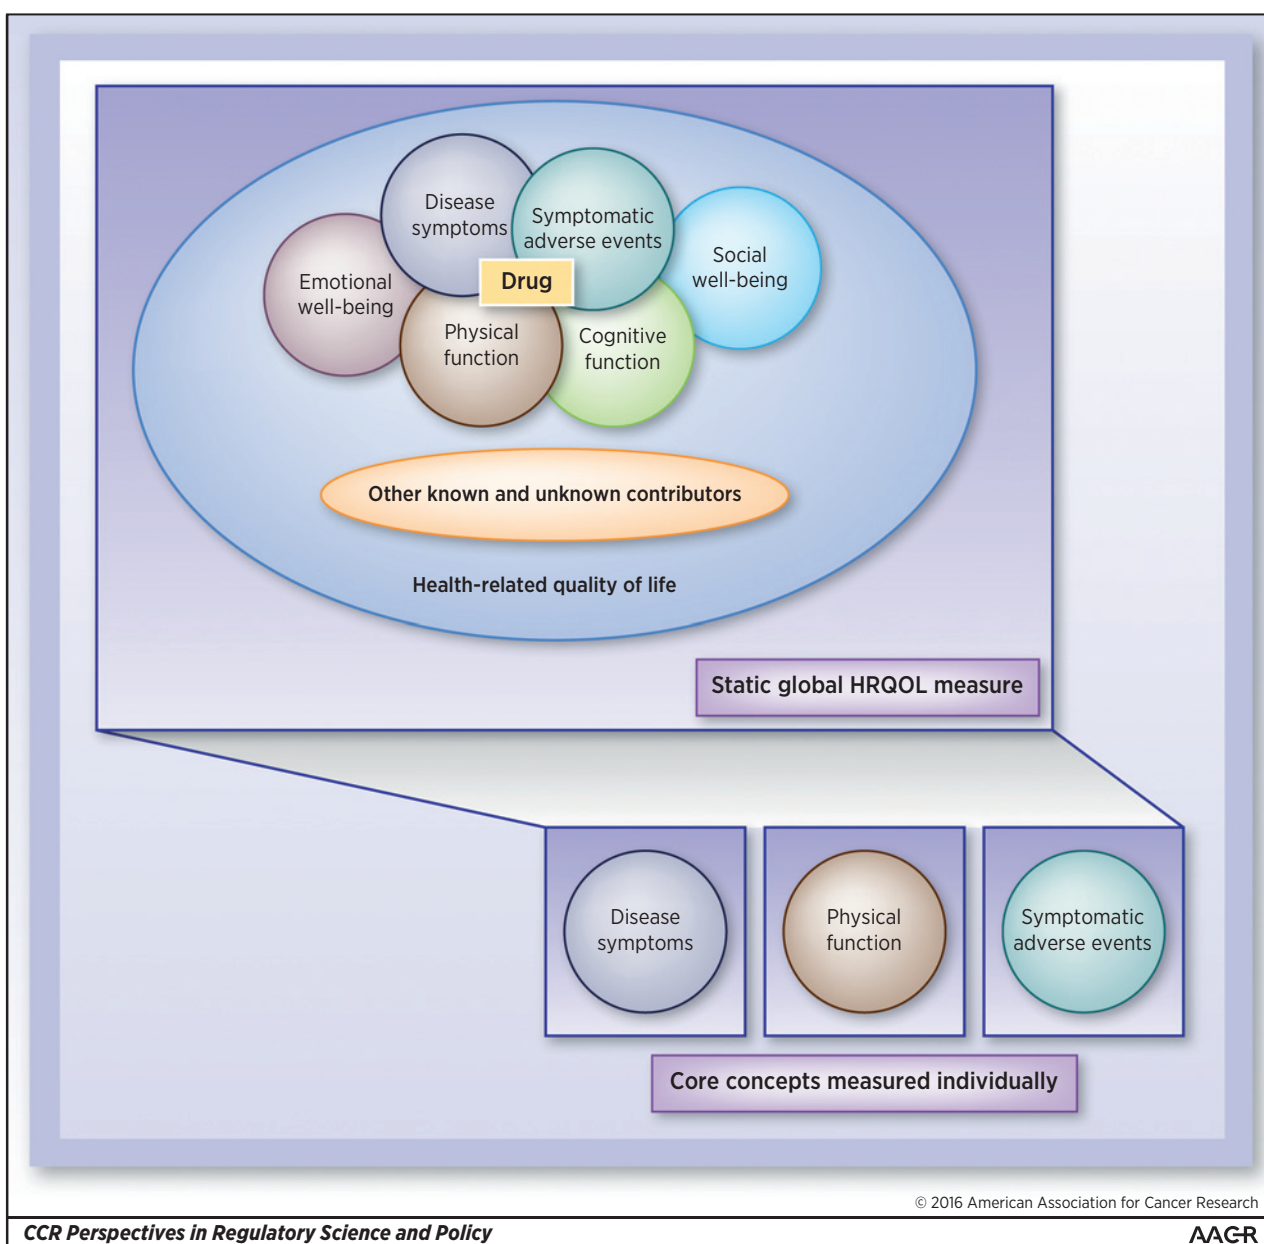 Disease
symptoms
Symptomatic
adverse events
Social
well-being
Emotional
well-being
Drug
Physical
function
Cognitive
function
Other known and unknown contributors
Health-related quality of life
Static global HRQOL measure
Disease
symptoms
Physical
function
Symptomatic
adverse events
Core concepts measured individually
© 2016 American Association for Cancer Research
CCR Perspectives in Regulatory Science and Policy
AACR